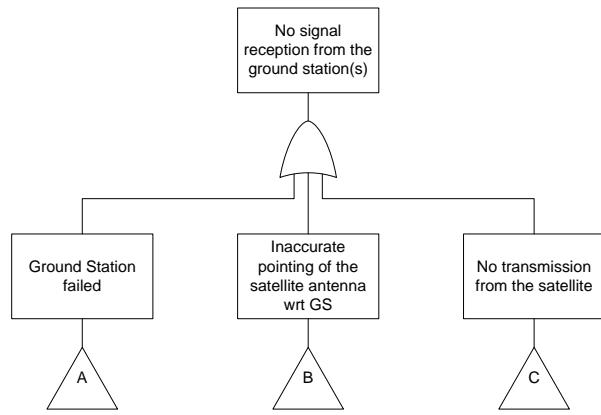 No signal
reception from the
ground station(s)
Ground Station
failed
Inaccurate
pointing of the
satellite antenna
wrt GS
No transmission
from the satellite
A
B
C